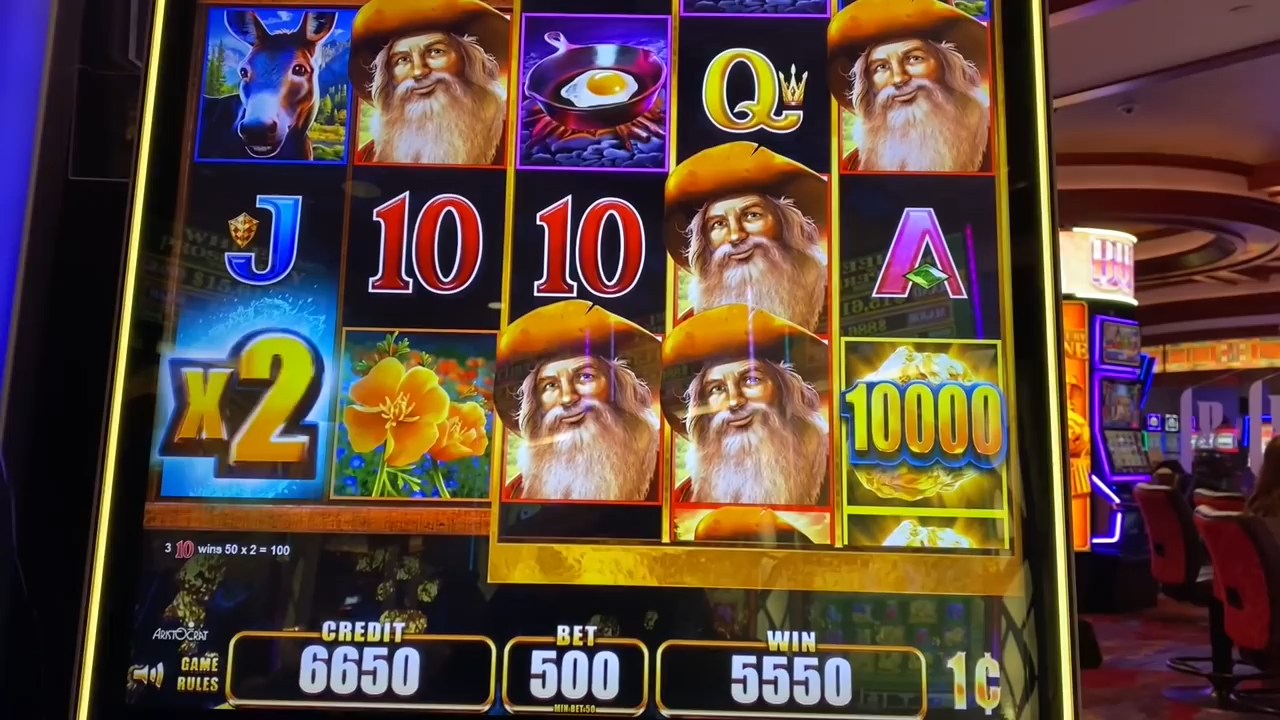 Q
J
10
10
A
x2
10000
3 10 wins 50 x 2 = 100
ARISTOCRAT
GAME
RULES
CREDIT
6650
BET
500
MIN BET 50
WIN
5550
1¢